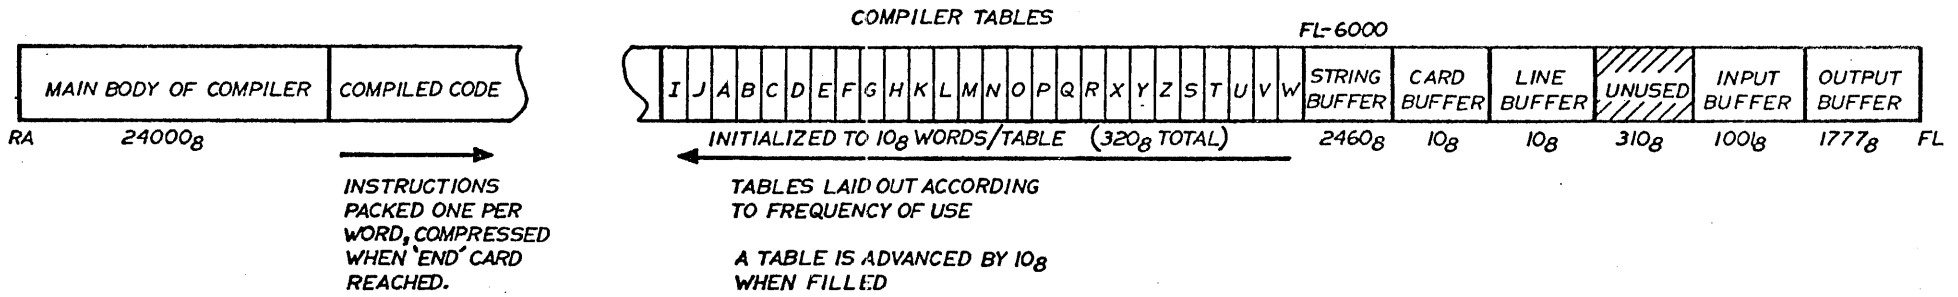 COMPILER TABLES
FL-6000
MAIN BODY OF COMPILER
COMPILED CODE
I J A B C D E F G H K L M N O P Q R X Y Z S T U V W
STRING BUFFER
CARD BUFFER
LINE BUFFER
UNUSED
INPUT BUFFER
OUTPUT BUFFER
RA
24000₈
INITIALIZED TO 10₈ WORDS/TABLE (320₈ TOTAL)
2460₈
10₈
10₈
310₈
1001₈
1777₈
FL
INSTRUCTIONS
PACKED ONE PER
WORD, COMPRESSED
WHEN 'END' CARD
REACHED.
TABLES LAID OUT ACCORDING
TO FREQUENCY OF USE
A TABLE IS ADVANCED BY 10₈
WHEN FILLED